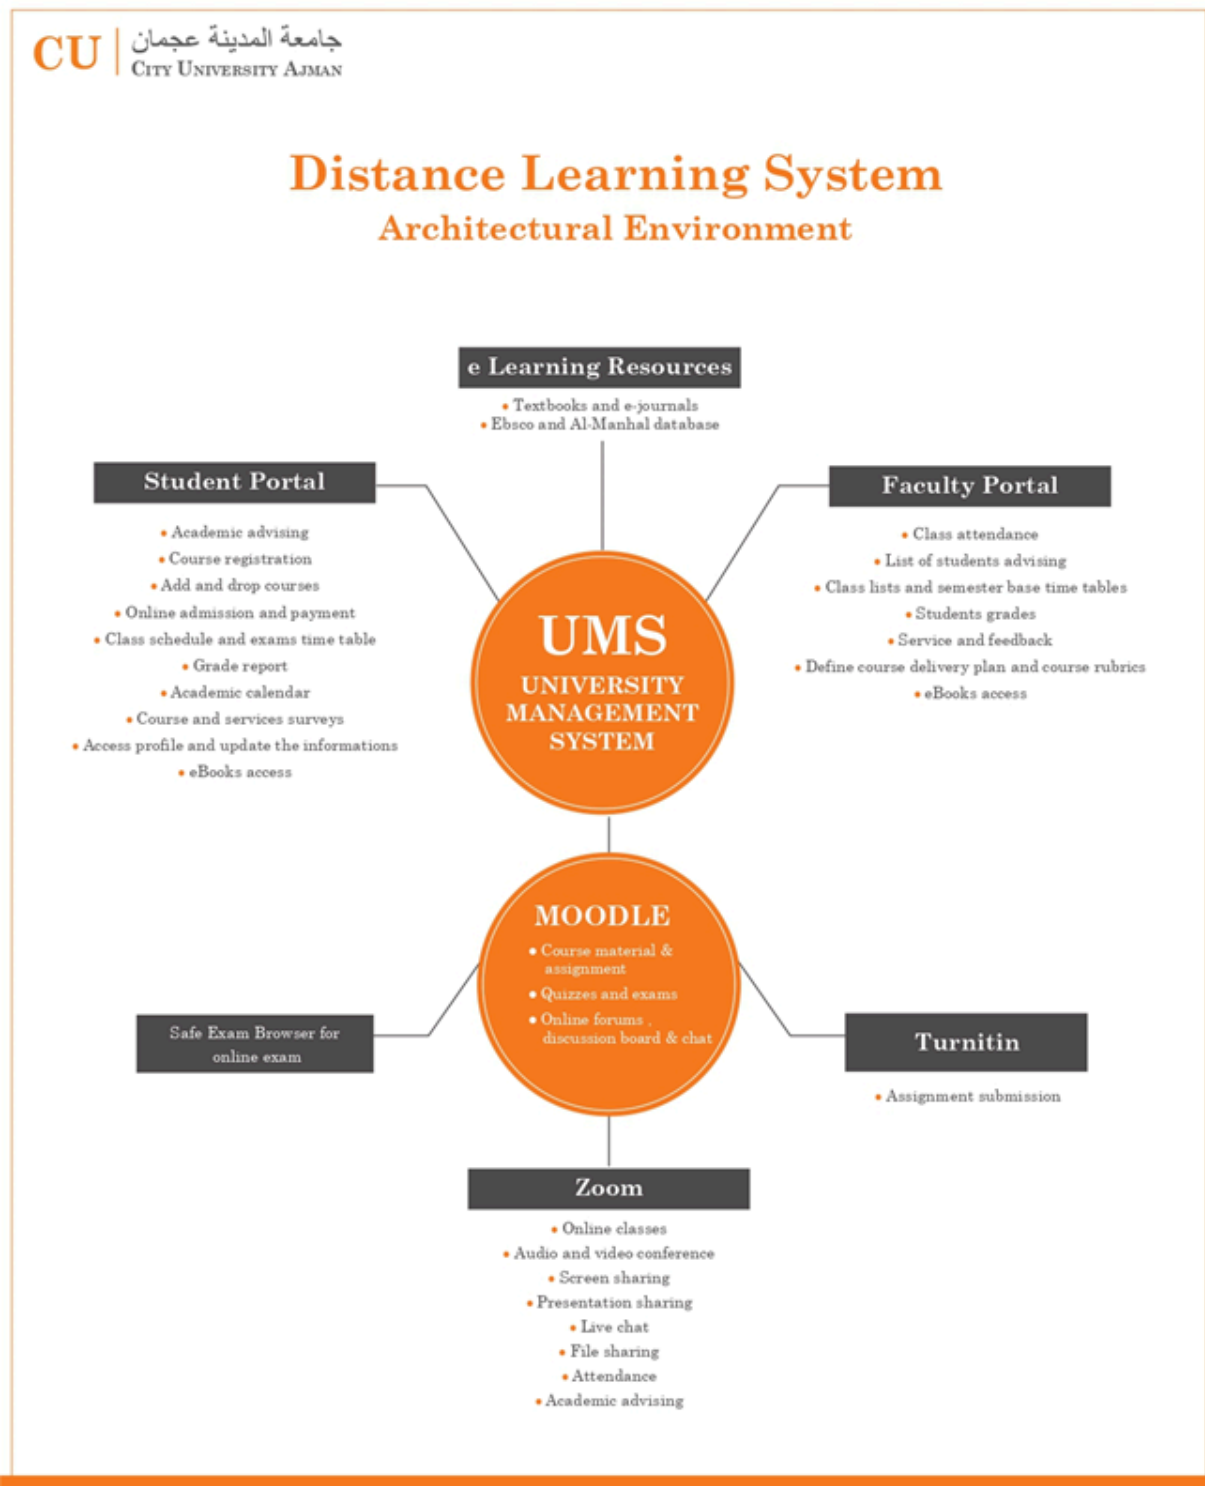 CU
جامعة المدينة عجمان
CITY UNIVERSITY AJMAN
Distance Learning System
Architectural Environment
e Learning Resources
• Textbooks and e-journals
• Ebsco and Al-Manhal database
Student Portal
• Academic advising
• Course registration
• Add and drop courses
• Online admission and payment
• Class schedule and exams time table
• Grade report
• Academic calendar
• Course and services surveys
• Access profile and update the informations
• eBooks access
Faculty Portal
• Class attendance
• List of students advising
• Class lists and semester base time tables
• Students grades
• Service and feedback
• Define course delivery plan and course rubrics
• eBooks access
UMS
UNIVERSITY
MANAGEMENT
SYSTEM
MOODLE
• Course material &
assignment
• Quizzes and exams
• Online forums ,
discussion board & chat
Safe Exam Browser for
online exam
Turnitin
• Assignment submission
Zoom
• Online classes
• Audio and video conference
• Screen sharing
• Presentation sharing
• Live chat
• File sharing
• Attendance
• Academic advising